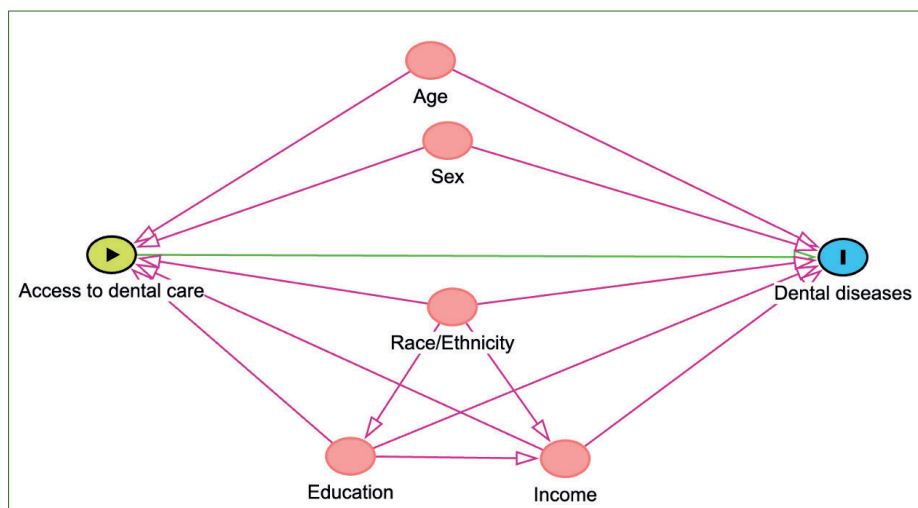 Age
Sex
Access to dental care
Dental diseases
Race/Ethnicity
Education
Income